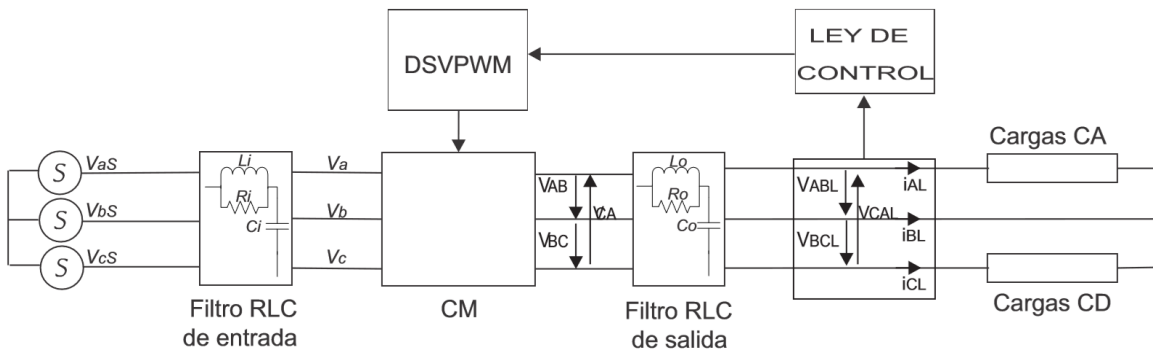 LEY DE
CONTROL
DSVPWM
Cargas CA
VaS
Li
Va
Lo
S
Ri
VAB
Ro
VABL
iAL
VbS
Ci
Vb
VCA
Co
VCAL
S
VBC
VBCL
iBL
VcS
Vc
S
iCL
Filtro RLC
de entrada
CM
Filtro RLC
de salida
Cargas CD